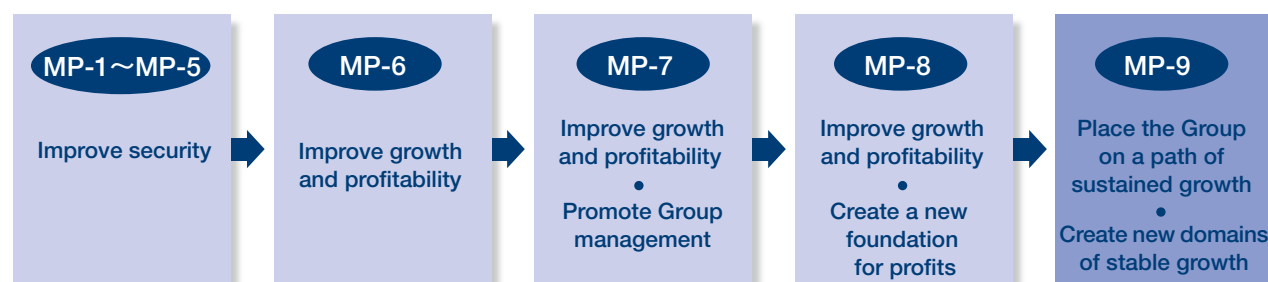 MP-1～MP-5
Improve security
MP-6
Improve growth
and profitability
MP-7
Improve growth
and profitability
•
Promote Group
management
MP-8
Improve growth
and profitability
•
Create a new
foundation
for profits
MP-9
Place the Group
on a path of
sustained growth
•
Create new domains
of stable growth